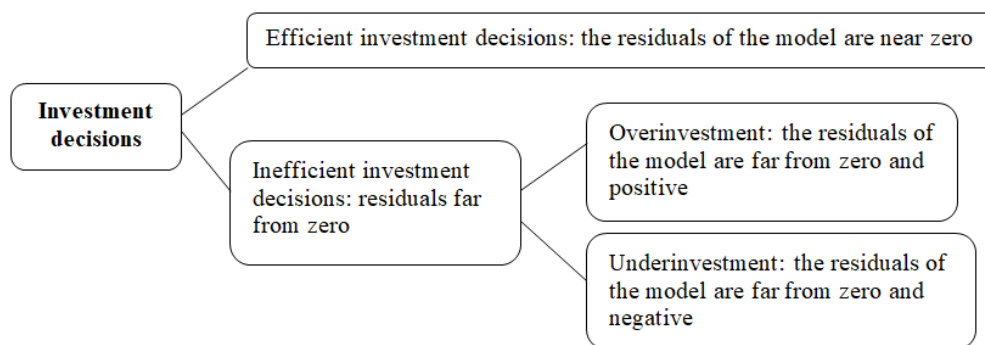 Efficient investment decisions: the residuals of the model are near zero
Investment
decisions
Inefficient investment
decisions: residuals far
from zero
Overinvestment: the residuals of
the model are far from zero and
positive
Underinvestment: the residuals of
the model are far from zero and
negative